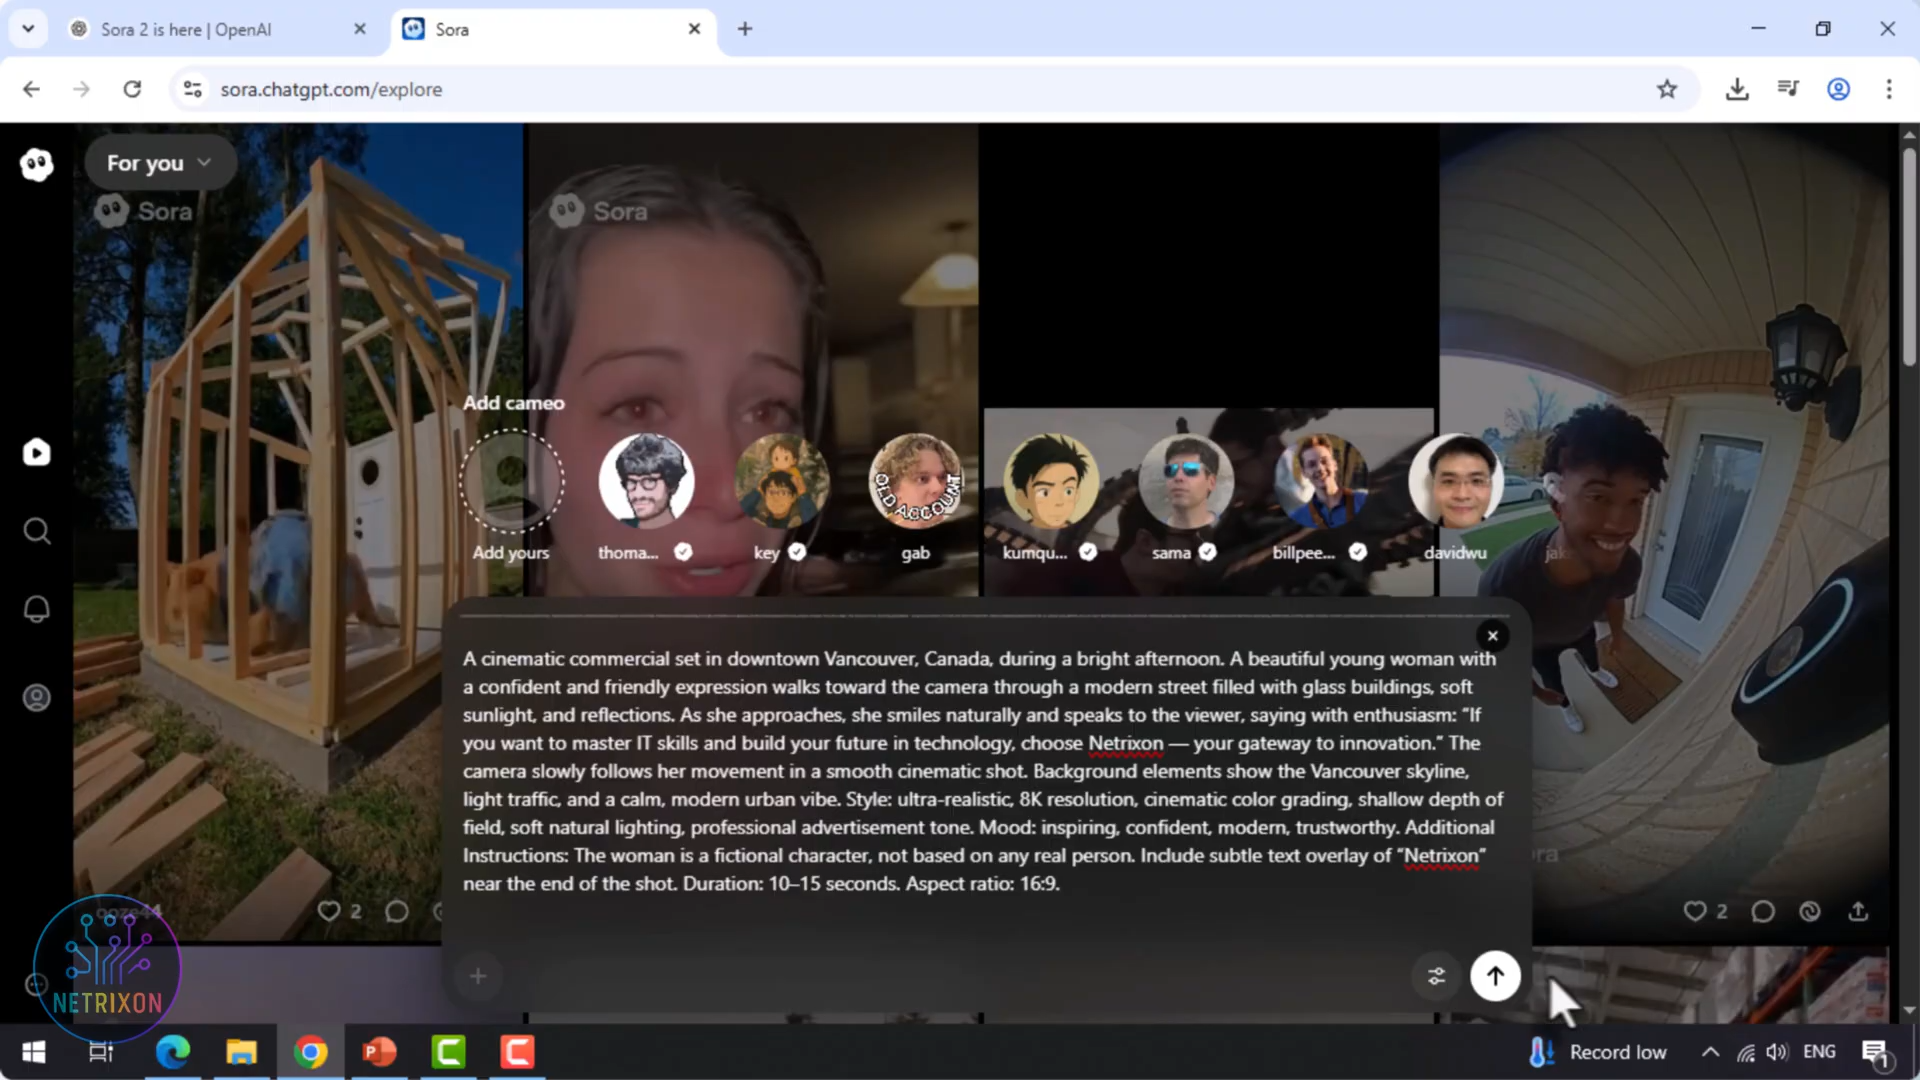 Sora 2 is here | OpenAI
Sora
sora.chatgpt.com/explore
For you
Sora
Sora
Add cameo
OLD ACCOUNT
Add yours
thoma...
key
gab
kumqu...
sama
billpee...
davidwu
A cinematic commercial set in downtown Vancouver, Canada, during a bright afternoon. A beautiful young woman with
a confident and friendly expression walks toward the camera through a modern street filled with glass buildings, soft
sunlight, and reflections. As she approaches, she smiles naturally and speaks to the viewer, saying with enthusiasm: “If
you want to master IT skills and build your future in technology, choose Netrixon — your gateway to innovation.” The
camera slowly follows her movement in a smooth cinematic shot. Background elements show the Vancouver skyline,
light traffic, and a calm, modern urban vibe. Style: ultra-realistic, 8K resolution, cinematic color grading, shallow depth of
field, soft natural lighting, professional advertisement tone. Mood: inspiring, confident, modern, trustworthy. Additional
Instructions: The woman is a fictional character, not based on any real person. Include subtle text overlay of “Netrixon”
near the end of the shot. Duration: 10–15 seconds. Aspect ratio: 16:9.
2
2
NETRIXON
Record low
ENG
1